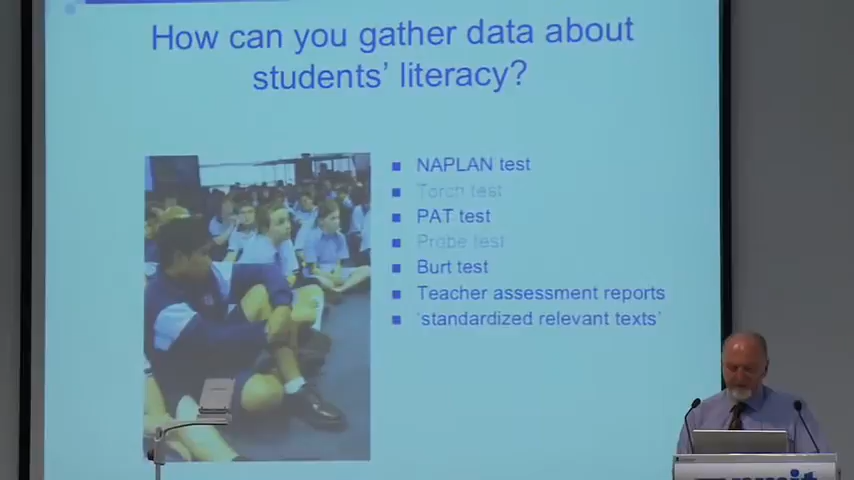 How can you gather data about
students' literacy?
NAPLAN test
Torch test
PAT test
Probe test
Burt test
Teacher assessment reports
'standardized relevant texts'